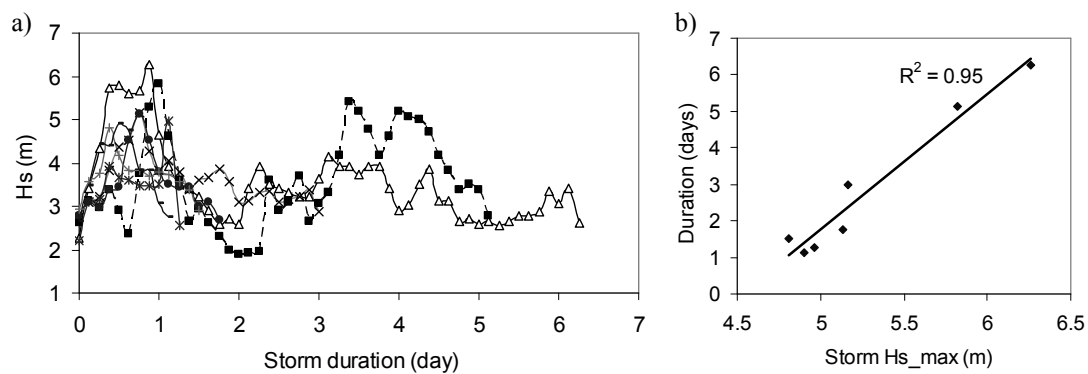 a)
7
6
5
4
3
2
1
Hs (m)
0 1 2 3 4 5 6 7
Storm duration (day)
b)
7
6
5
4
3
2
1
0
Duration (days)
R² = 0.95
4.5 5 5.5 6 6.5
Storm Hs_max (m)